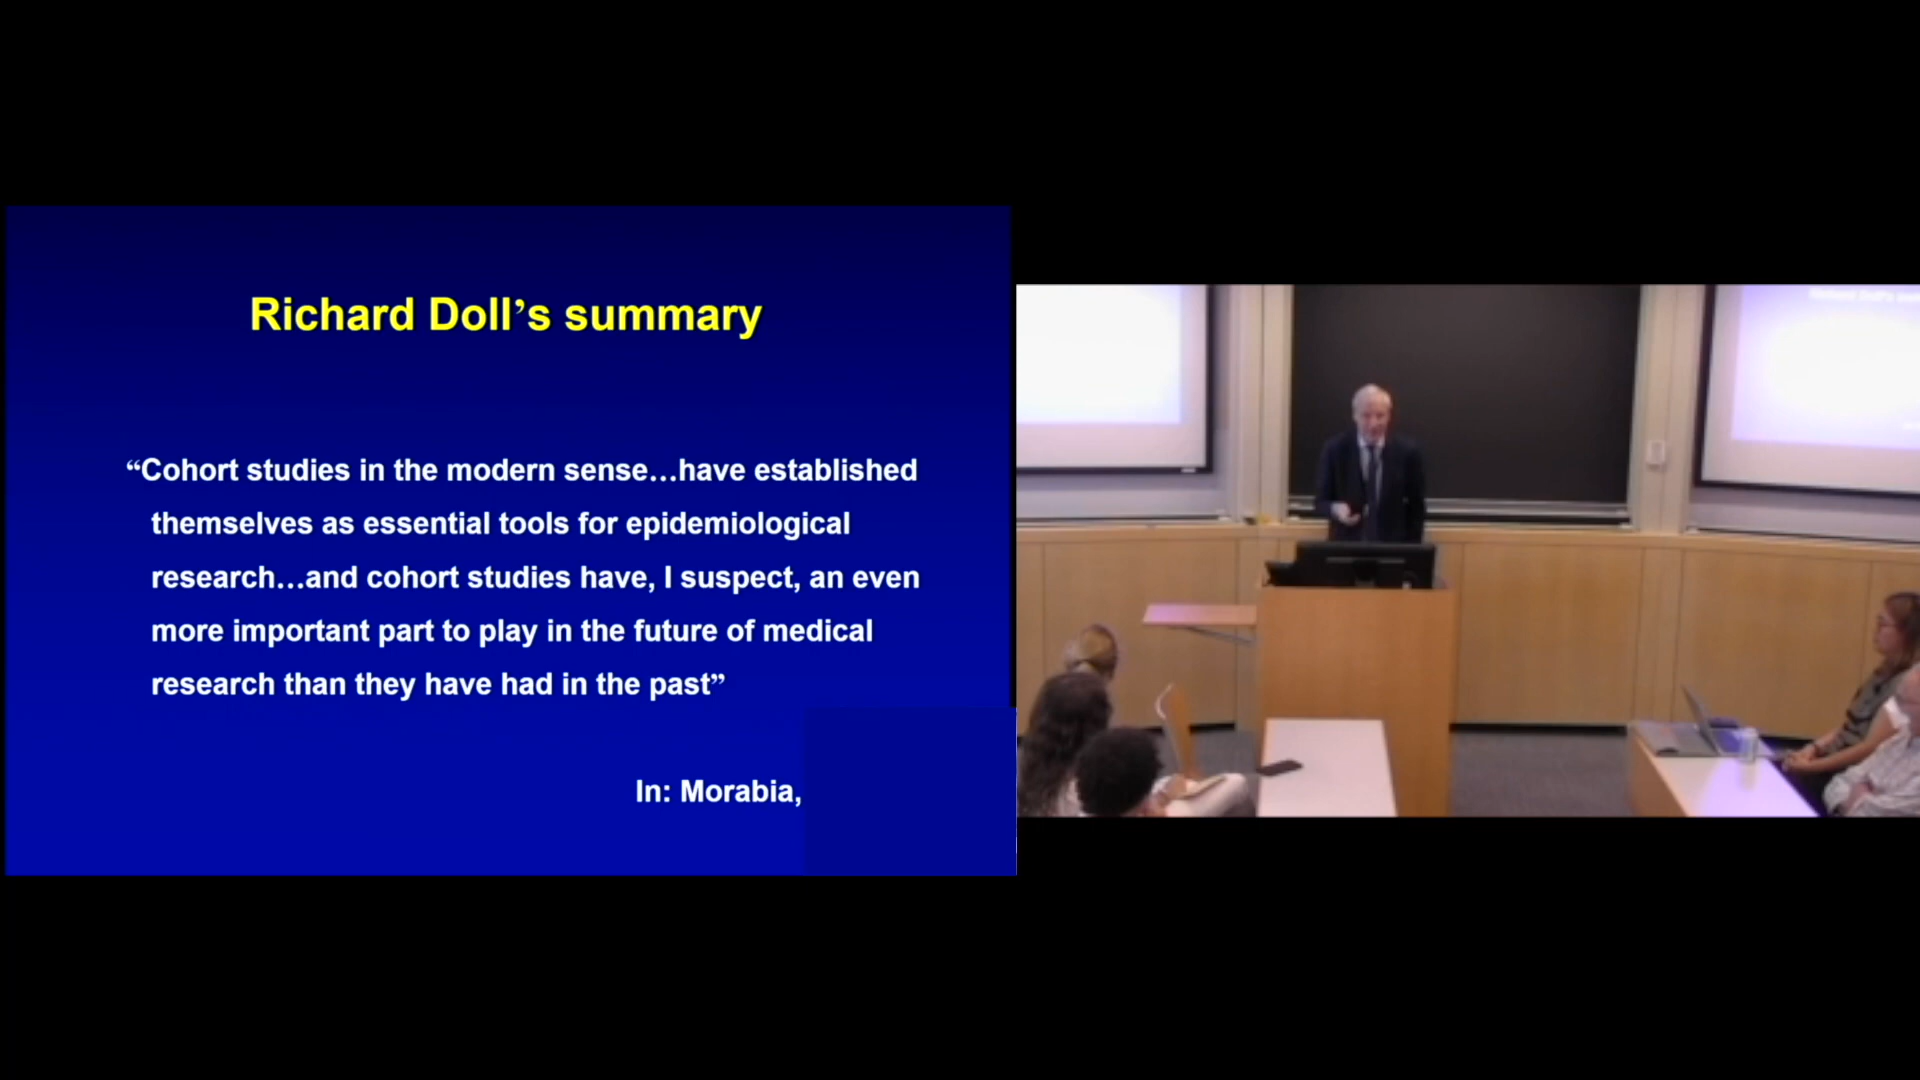 Richard Doll’s summary
“Cohort studies in the modern sense…have established
themselves as essential tools for epidemiological
research…and cohort studies have, I suspect, an even
more important part to play in the future of medical
research than they have had in the past”
In: Morabia,